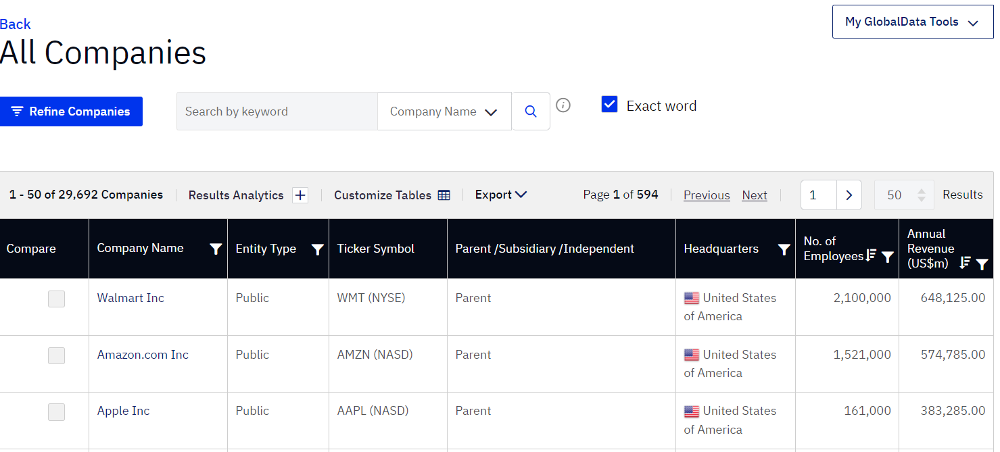 Back
My GlobalData Tools
All Companies
Refine Companies
Search by keyword
Company Name
Exact word
1 - 50 of 29,692 Companies
Results Analytics
Customize Tables
Export
Page 1 of 594
Previous
Next
1
50
Results
Compare
Company Name
Entity Type
Ticker Symbol
Parent /Subsidiary /Independent
Headquarters
No. of
Employees
Annual
Revenue
(US$m)
Walmart Inc
Public
WMT (NYSE)
Parent
United States
of America
2,100,000
648,125.00
Amazon.com Inc
Public
AMZN (NASD)
Parent
United States
of America
1,521,000
574,785.00
Apple Inc
Public
AAPL (NASD)
Parent
United States
of America
161,000
383,285.00